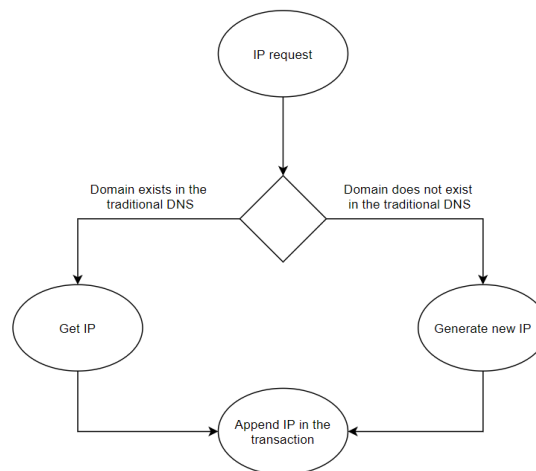 IP request
Domain exists in the
traditional DNS
Domain does not exist
in the traditional DNS
Get IP
Generate new IP
Append IP in the
transaction